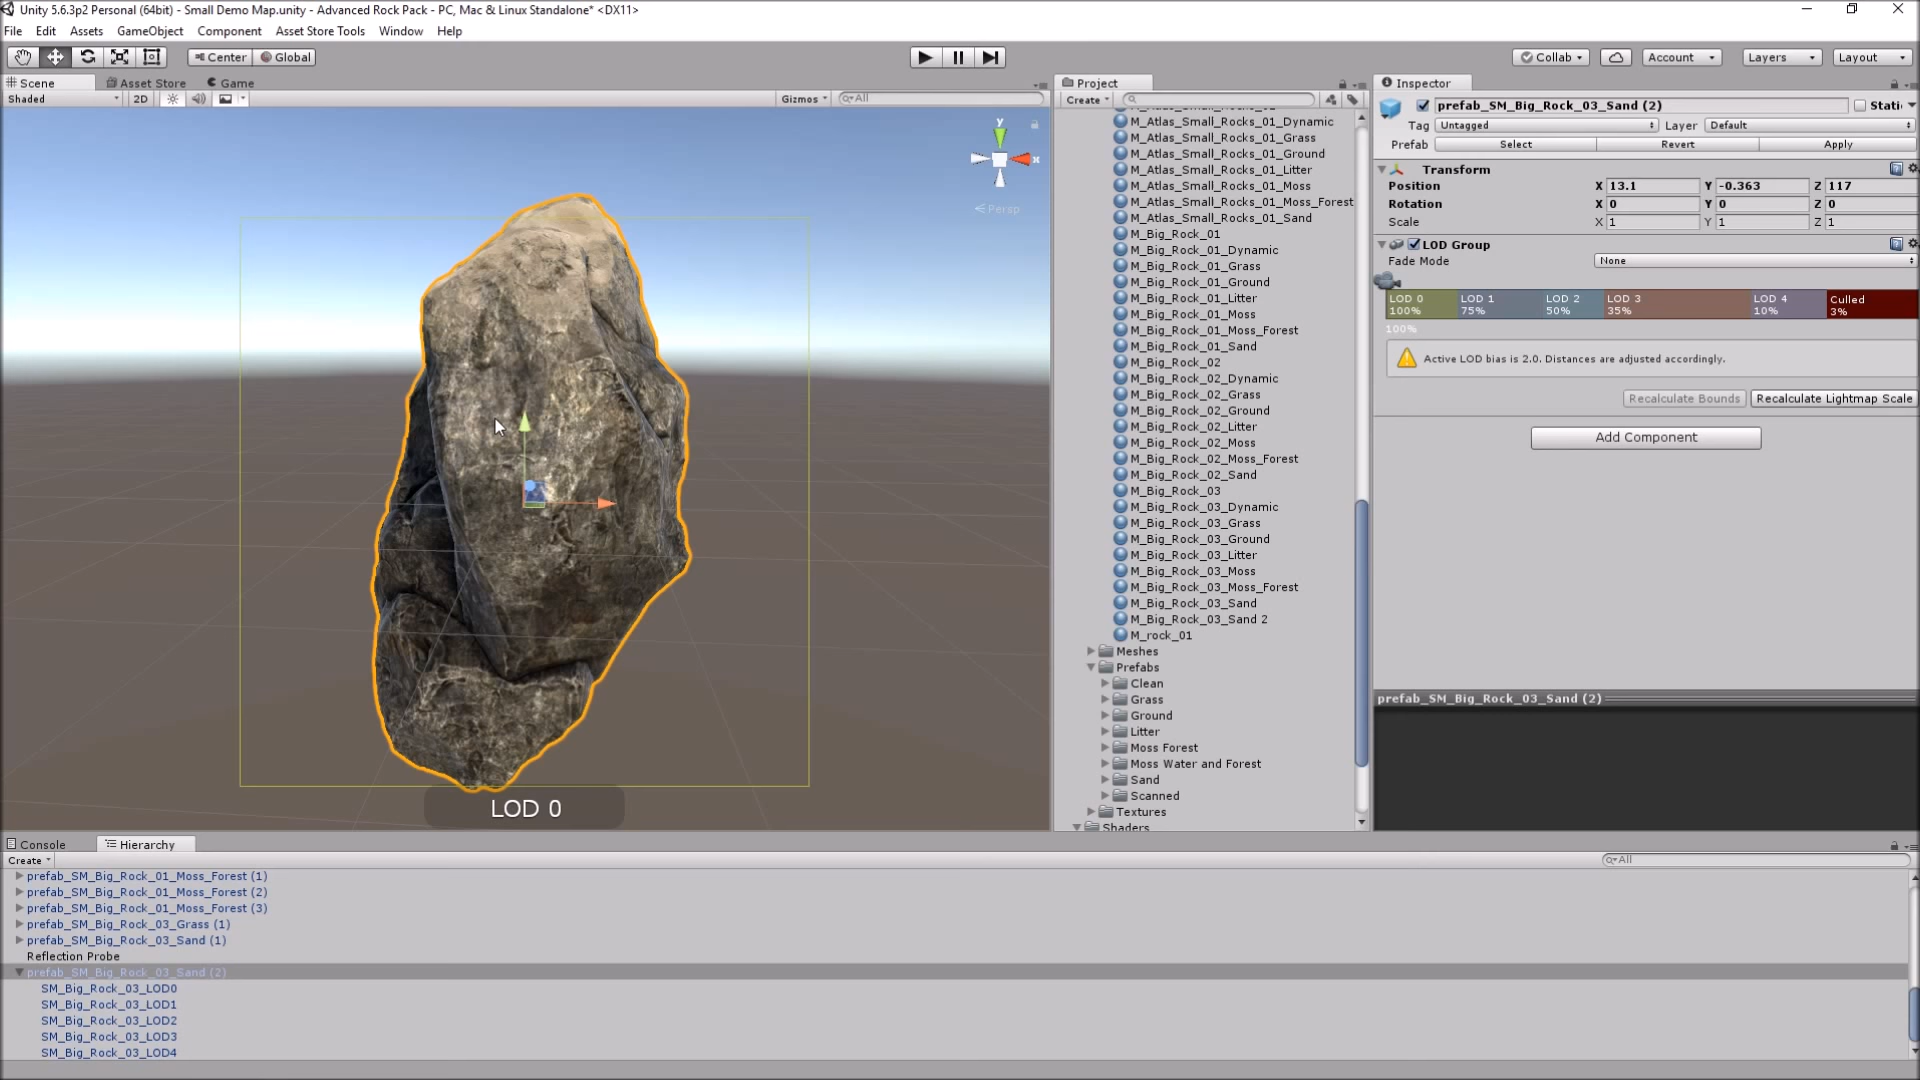 Unity 5.6.3p2 Personal (64bit) - Small Demo Map.unity - Advanced Rock Pack - PC, Mac & Linux Standalone* <DX11>
File Edit Assets GameObject Component Asset Store Tools Window Help
Center Global
Collab Account Layers Layout
Scene Asset Store Game
Shaded 2D Gizmos All
y
x
Persp
LOD 0
Project
Create
M_Atlas_Small_Rocks_01_Dynamic
M_Atlas_Small_Rocks_01_Grass
M_Atlas_Small_Rocks_01_Ground
M_Atlas_Small_Rocks_01_Litter
M_Atlas_Small_Rocks_01_Moss
M_Atlas_Small_Rocks_01_Moss_Forest
M_Atlas_Small_Rocks_01_Sand
M_Big_Rock_01
M_Big_Rock_01_Dynamic
M_Big_Rock_01_Grass
M_Big_Rock_01_Ground
M_Big_Rock_01_Litter
M_Big_Rock_01_Moss
M_Big_Rock_01_Moss_Forest
M_Big_Rock_01_Sand
M_Big_Rock_02
M_Big_Rock_02_Dynamic
M_Big_Rock_02_Grass
M_Big_Rock_02_Ground
M_Big_Rock_02_Litter
M_Big_Rock_02_Moss
M_Big_Rock_02_Moss_Forest
M_Big_Rock_02_Sand
M_Big_Rock_03
M_Big_Rock_03_Dynamic
M_Big_Rock_03_Grass
M_Big_Rock_03_Ground
M_Big_Rock_03_Litter
M_Big_Rock_03_Moss
M_Big_Rock_03_Moss_Forest
M_Big_Rock_03_Sand
M_Big_Rock_03_Sand 2
M_rock_01
Meshes
Prefabs
Clean
Grass
Ground
Litter
Moss Forest
Moss Water and Forest
Sand
Scanned
Textures
Shaders
Inspector
prefab_SM_Big_Rock_03_Sand (2) Stati
Tag Untagged Layer Default
Prefab Select Revert Apply
Transform
Position X 13.1 Y -0.363 Z 117
Rotation X 0 Y 0 Z 0
Scale X 1 Y 1 Z 1
LOD Group
Fade Mode None
LOD 0 LOD 1 LOD 2 LOD 3 LOD 4 Culled
100% 75% 50% 35% 10% 3%
100%
Active LOD bias is 2.0. Distances are adjusted accordingly.
Recalculate Bounds Recalculate Lightmap Scale
Add Component
prefab_SM_Big_Rock_03_Sand (2)
Console Hierarchy
Create All
prefab_SM_Big_Rock_01_Moss_Forest (1)
prefab_SM_Big_Rock_01_Moss_Forest (2)
prefab_SM_Big_Rock_01_Moss_Forest (3)
prefab_SM_Big_Rock_03_Grass (1)
prefab_SM_Big_Rock_03_Sand (1)
Reflection Probe
prefab_SM_Big_Rock_03_Sand (2)
SM_Big_Rock_03_LOD0
SM_Big_Rock_03_LOD1
SM_Big_Rock_03_LOD2
SM_Big_Rock_03_LOD3
SM_Big_Rock_03_LOD4